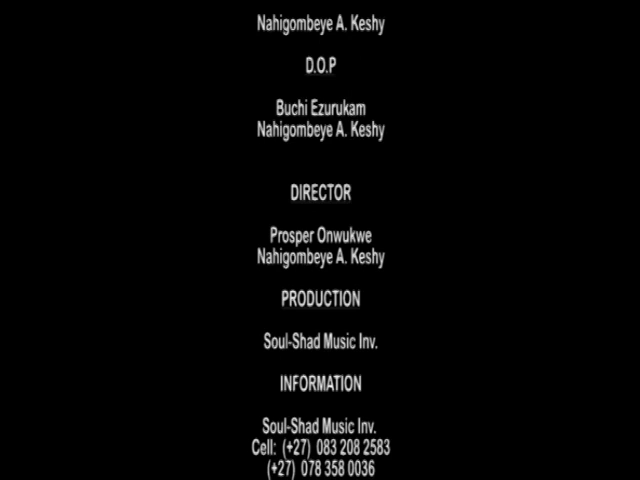 Nahigombeye A. Keshy
D.O.P
Buchi Ezurukam
Nahigombeye A. Keshy
DIRECTOR
Prosper Onwukwe
Nahigombeye A. Keshy
PRODUCTION
Soul-Shad Music Inv.
INFORMATION
Soul-Shad Music Inv.
Cell: (+27) 083 208 2583
(+27) 078 358 0036